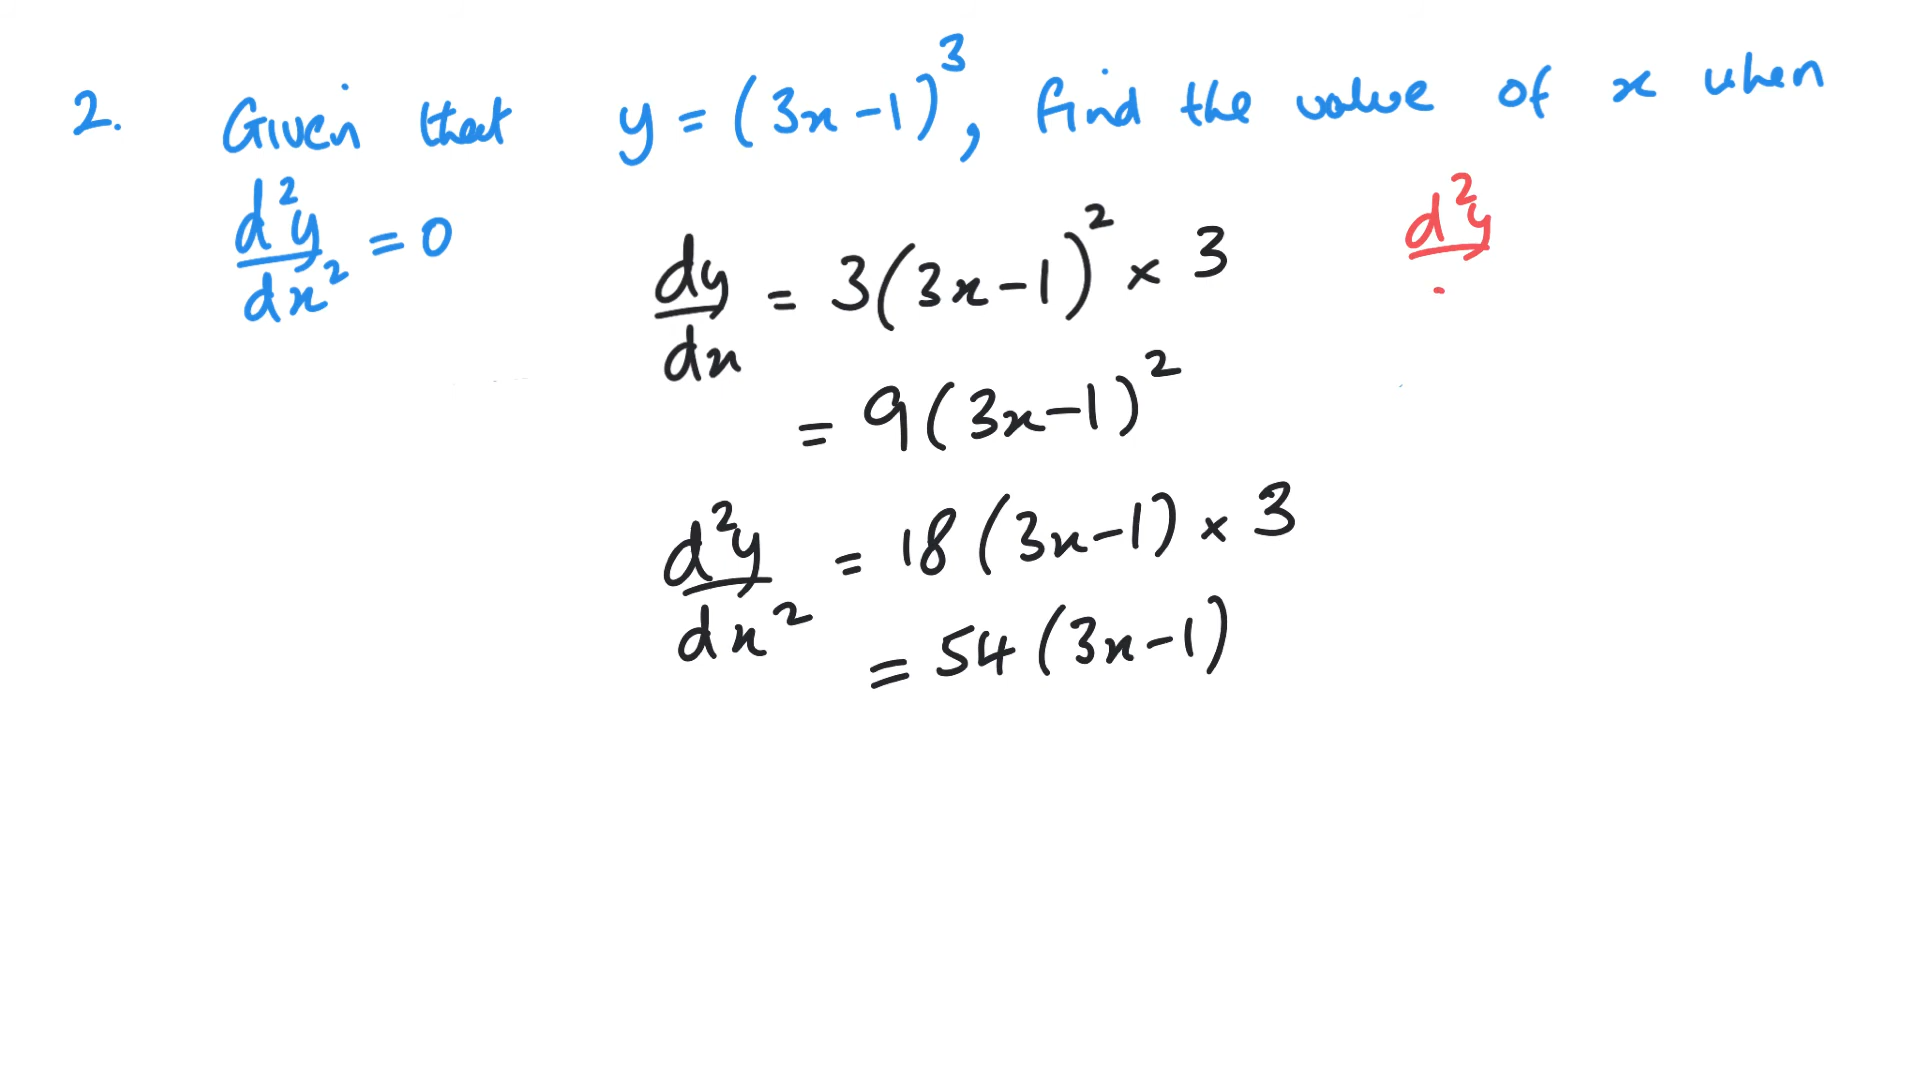 2. Given that y = (3x-1)³, find the value of x when
d²y/dx² = 0
dy/dx = 3(3x-1)² × 3
= 9(3x-1)²
d²y/dx² = 18(3x-1) × 3
= 54(3x-1)
d²y